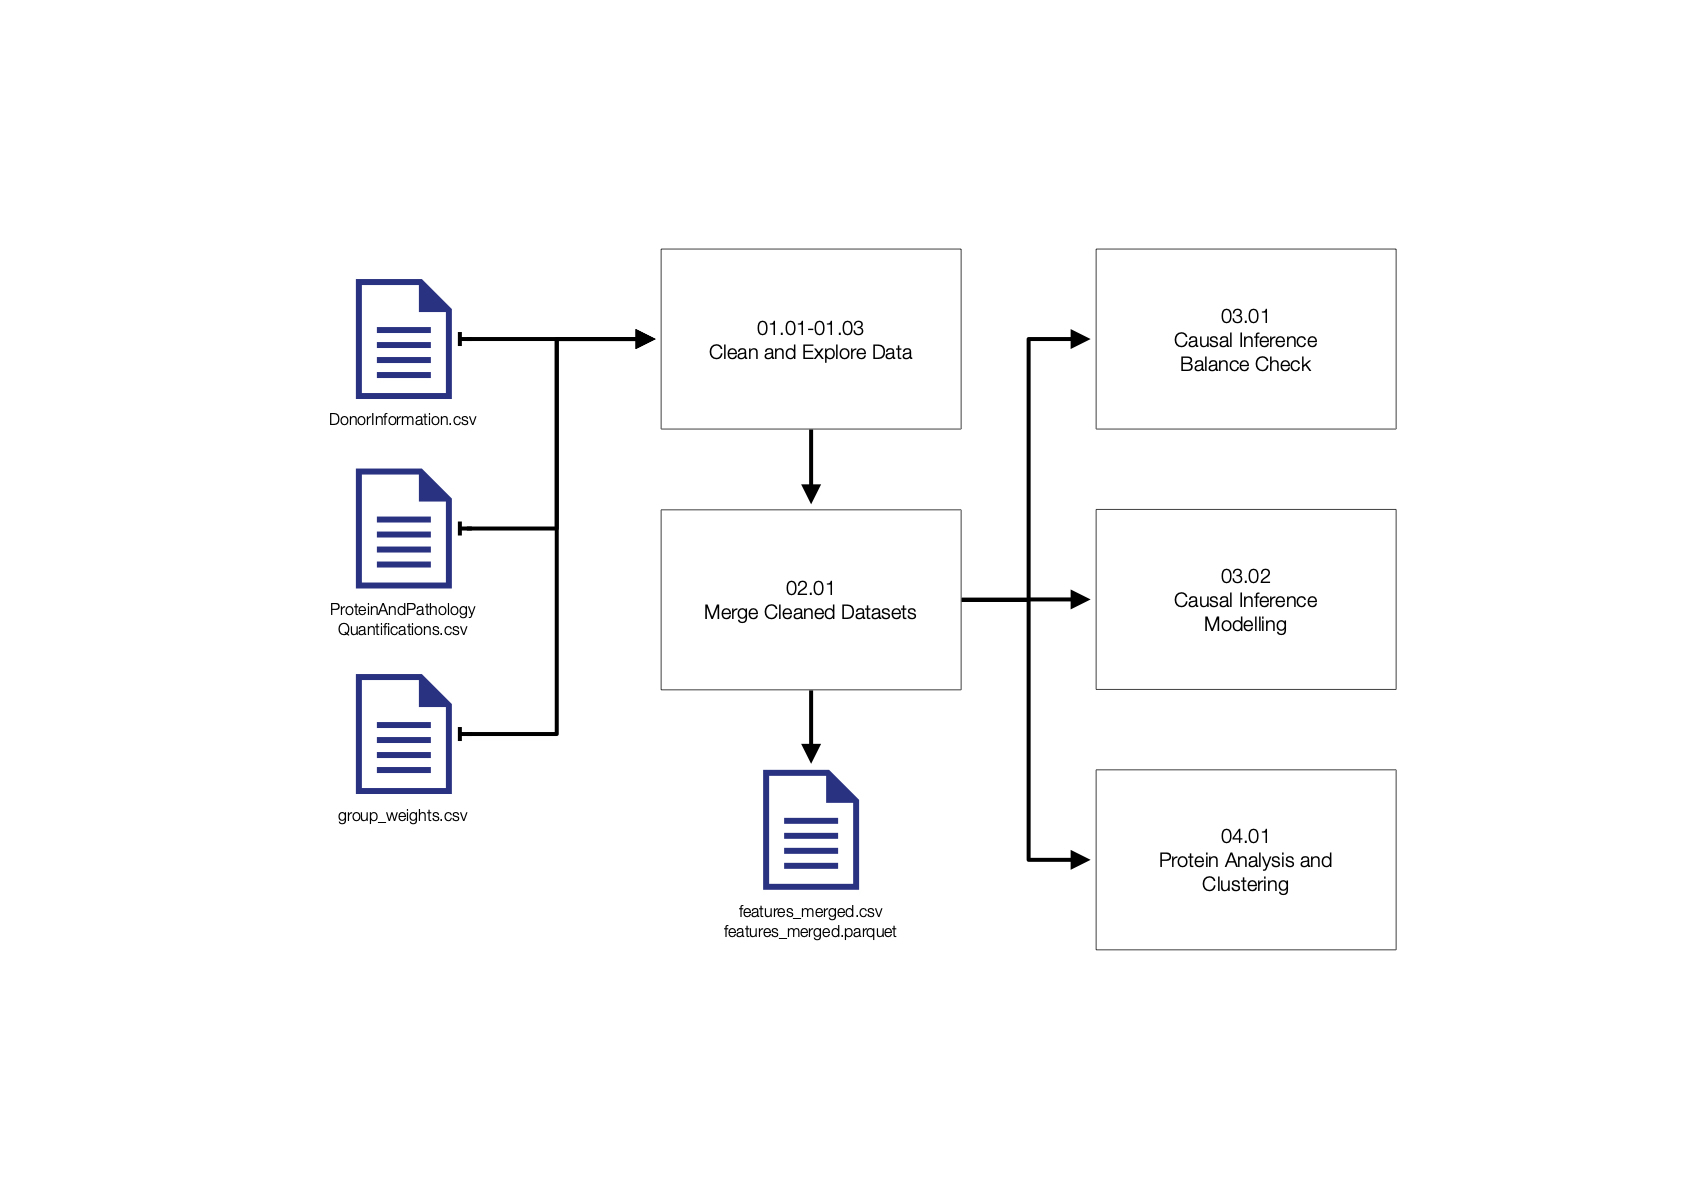 DonorInformation.csv
ProteinAndPathology
Quantifications.csv
group_weights.csv
01.01-01.03
Clean and Explore Data
02.01
Merge Cleaned Datasets
features_merged.csv
features_merged.parquet
03.01
Causal Inference
Balance Check
03.02
Causal Inference
Modelling
04.01
Protein Analysis and
Clustering